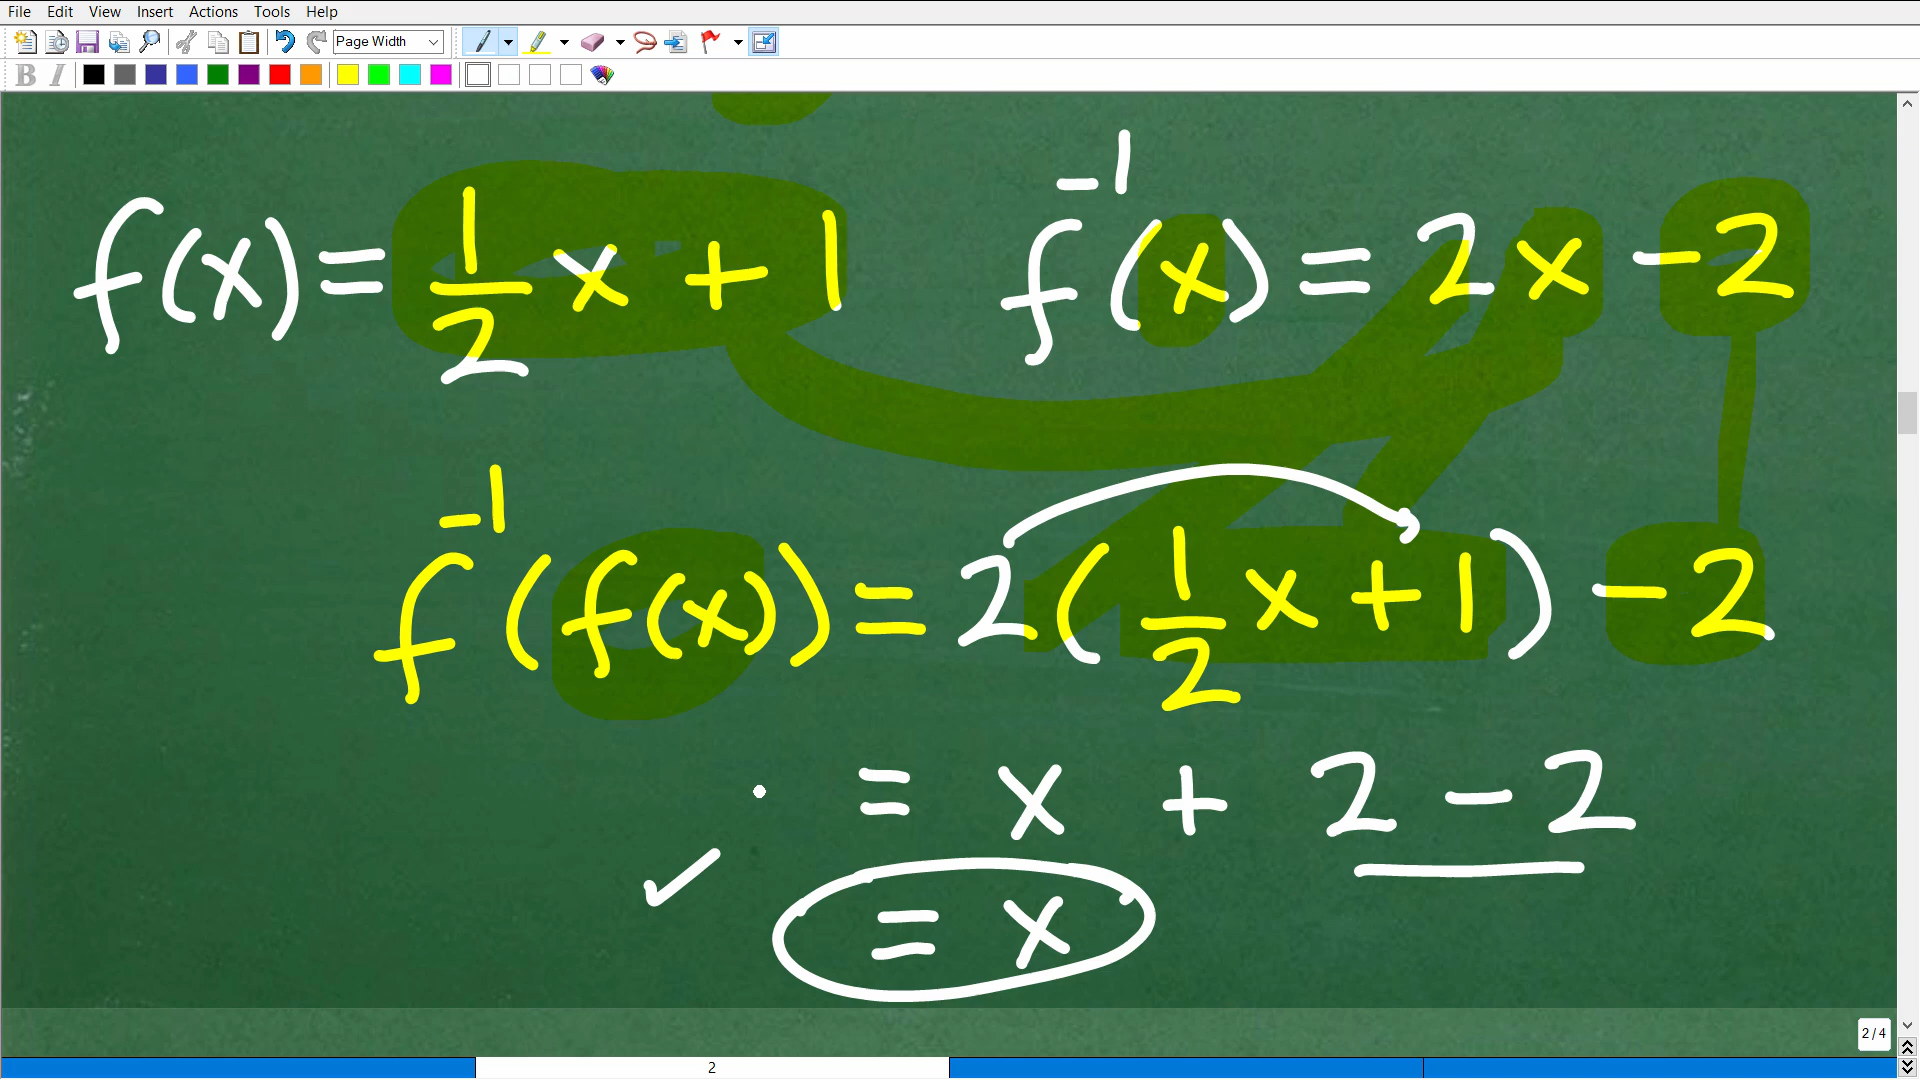 File Edit View Insert Actions Tools Help
Page Width
B I
f(x) = 1/2 x + 1
f⁻¹(x) = 2x - 2
f⁻¹(f(x)) = 2(1/2 x + 1) - 2
= x + 2 - 2
= x
2 / 4
2